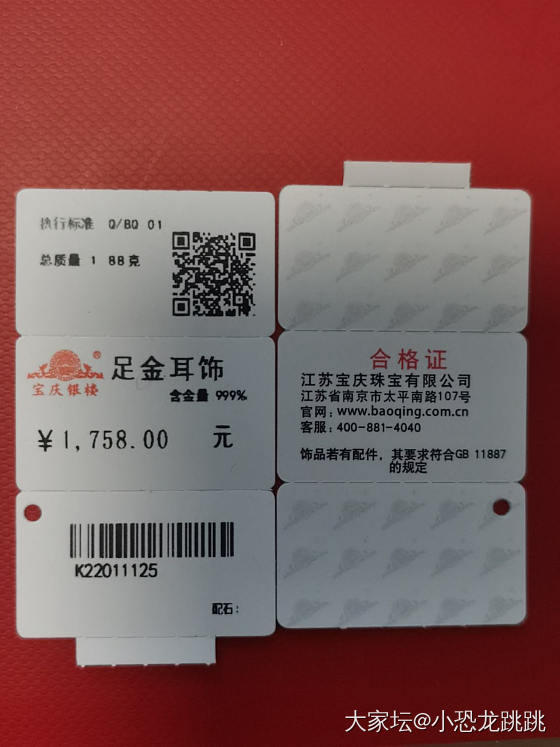 执行标准 Q/BQ 01
总质量 1 88克
宝庆银楼®
足金耳饰
含金量 999‰
￥1,758.00 元
K22011125
配石：
合格证
江苏宝庆珠宝有限公司
江苏省南京市太平南路107号
官网：www.baoqing.com.cn
客服：400-881-4040
饰品若有配件，其要求符合GB 11887
的规定
大家坛@小恐龙跳跳